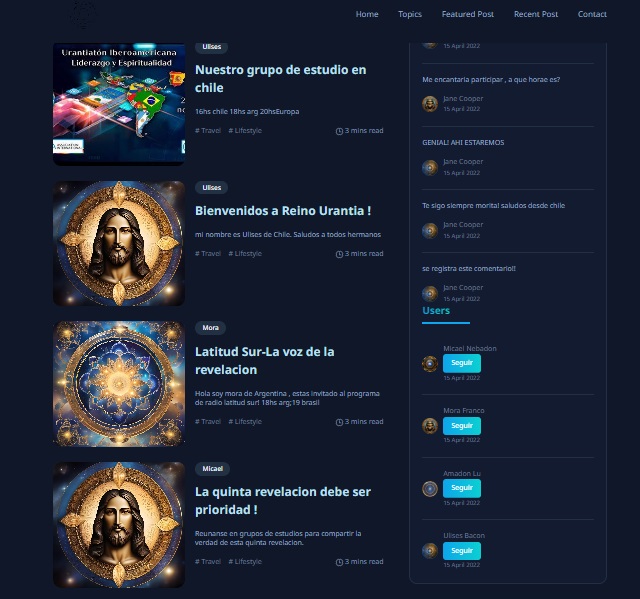 Home Topics Featured Post Recent Post Contact
Urantiatón Iberoamericana
Liderazgo y Espiritualidad
Ulises
Nuestro grupo de estudio en
chile
16hs chile 18hs arg 20hsEuropa
# Travel # Lifestyle 3 mins read
Ulises
Bienvenidos a Reino Urantia !
mi nombre es Ulises de Chile. Saludos a todos hermanos
# Travel # Lifestyle 3 mins read
Mora
Latitud Sur-La voz de la
revelacion
Hola soy mora de Argentina , estas invitado al programa
de radio latitud sur! 18hs arg;19 brasil
# Travel # Lifestyle 3 mins read
Micael
La quinta revelacion debe ser
prioridad !
Reunanse en grupos de estudios para compartir la
verdad de esta quinta revelacion.
# Travel # Lifestyle 3 mins read
15 April 2022
Me encantaria participar , a que horae es?
Jane Cooper
15 April 2022
GENIAL! AHI ESTAREMOS
Jane Cooper
15 April 2022
Te sigo siempre morita! saludos desde chile
Jane Cooper
15 April 2022
se registra este comentario!!
Jane Cooper
15 April 2022
Users
Micael Nebadon
Seguir
15 April 2022
Mora Franco
Seguir
15 April 2022
Amadon Lu
Seguir
15 April 2022
Ulises Bacon
Seguir
15 April 2022